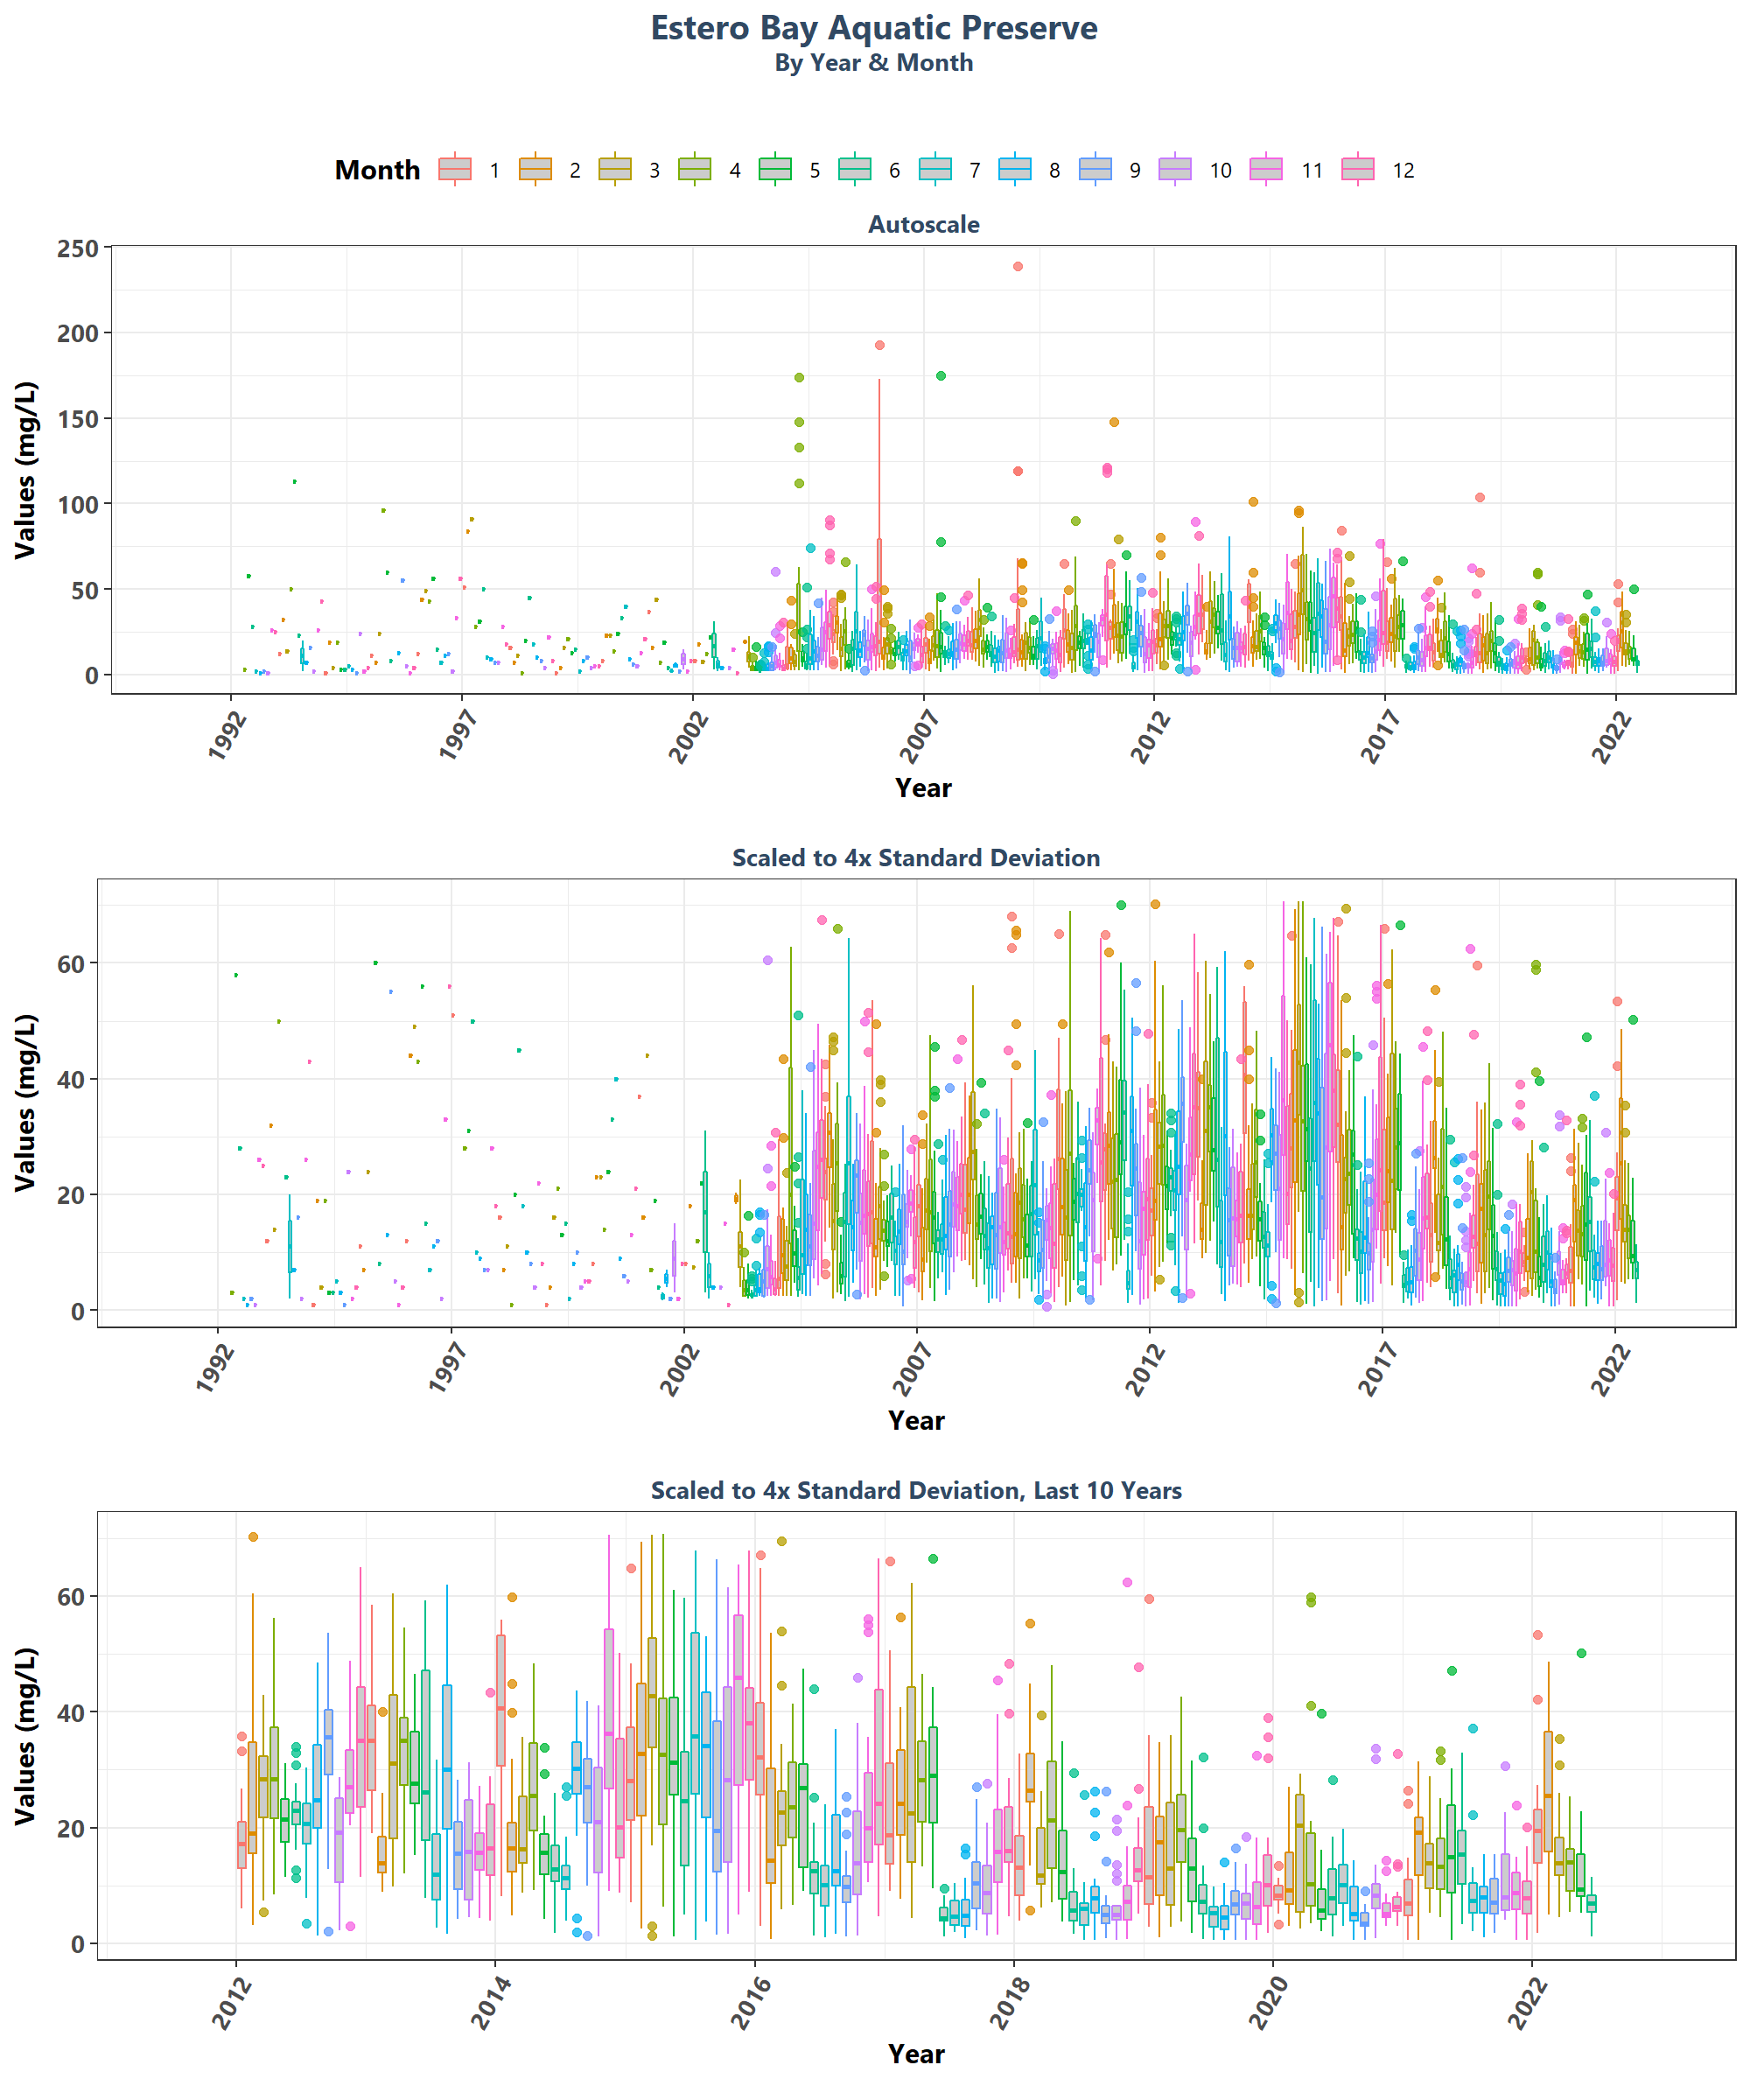 Estero Bay Aquatic Preserve
By Year & Month
Month 1 2 3 4 5 6 7 8 9 10 11 12
Autoscale
Values (mg/L)
250
200
150
100
50
0
1992 1997 2002 2007 2012 2017 2022
Year
Scaled to 4x Standard Deviation
Values (mg/L)
60
40
20
0
1992 1997 2002 2007 2012 2017 2022
Year
Scaled to 4x Standard Deviation, Last 10 Years
Values (mg/L)
60
40
20
0
2012 2014 2016 2018 2020 2022
Year